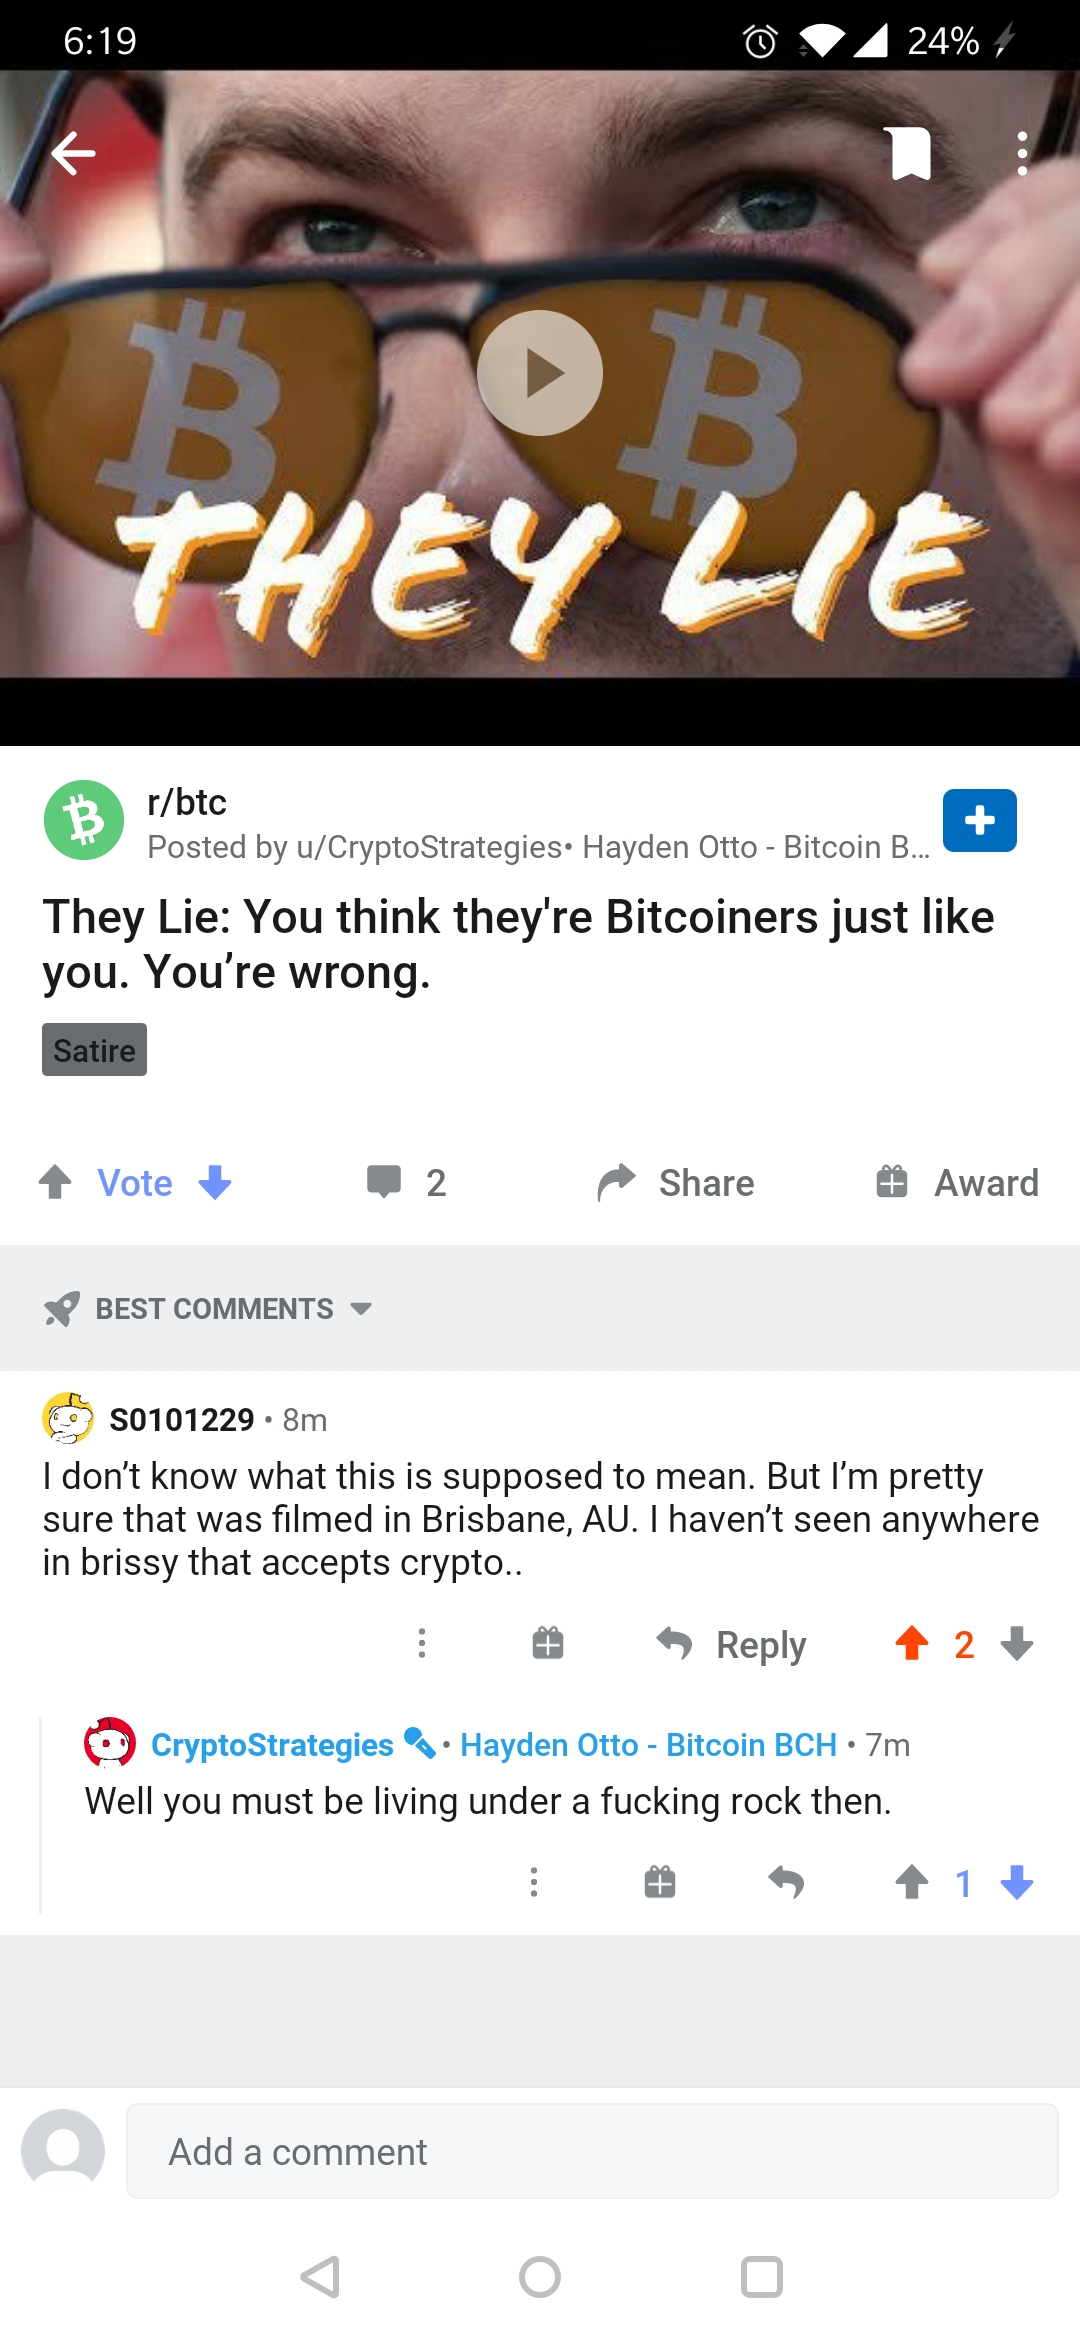 6:19
24%
THEY LIE
r/btc
Posted by u/CryptoStrategies• Hayden Otto - Bitcoin B...
They Lie: You think they're Bitcoiners just like
you. You’re wrong.
Satire
Vote
2
Share
Award
BEST COMMENTS
S0101229 • 8m
I don’t know what this is supposed to mean. But I’m pretty
sure that was filmed in Brisbane, AU. I haven’t seen anywhere
in brissy that accepts crypto..
Reply
2
CryptoStrategies • Hayden Otto - Bitcoin BCH • 7m
Well you must be living under a fucking rock then.
1
Add a comment